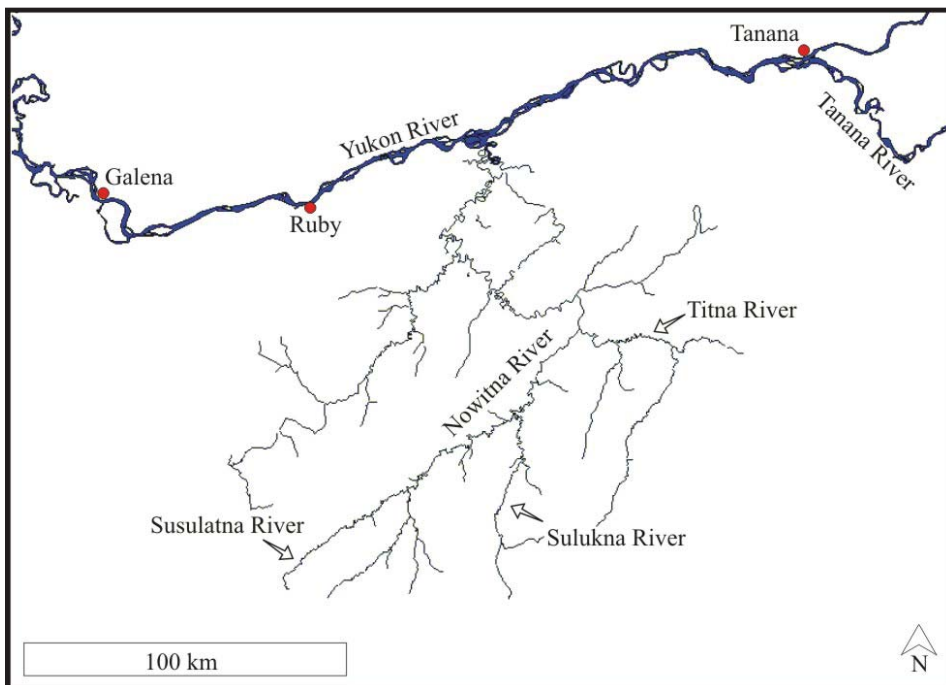 Tanana
Yukon River
Tanana River
Galena
Ruby
Titna River
Nowitna River
Susulatna River
Sulukna River
100 km
N